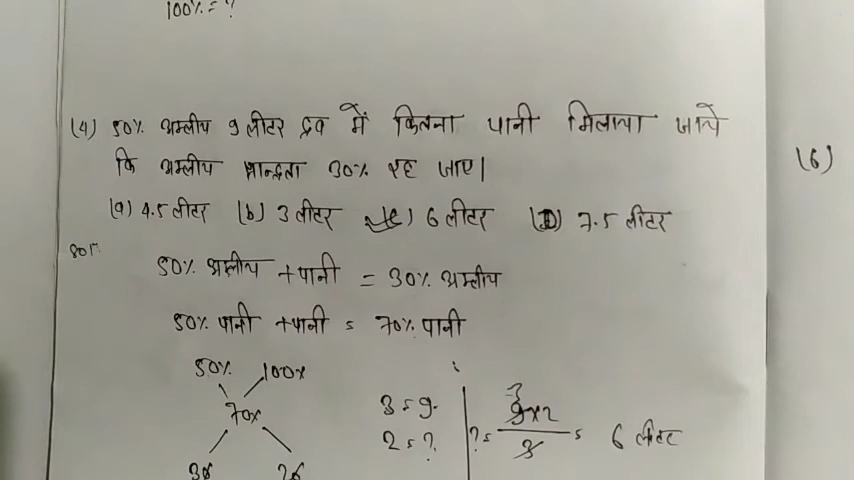 100% = ?
(4) 50% अम्लीय 9 लीटर द्रव में कितना पानी मिलाया जाये
कि अम्लीय सान्द्रता 30% रह जाए।
(6)
(a) 4.5 लीटर (b) 3 लीटर (c) 6 लीटर (D) 7.5 लीटर
sol:
50% अम्लीय + पानी = 30% अम्लीय
50% पानी + पानी = 70% पानी
50% 100%
70%
3 = 9
2 = ?
? = 9x2 / 3 = 6 लीटर
30 20